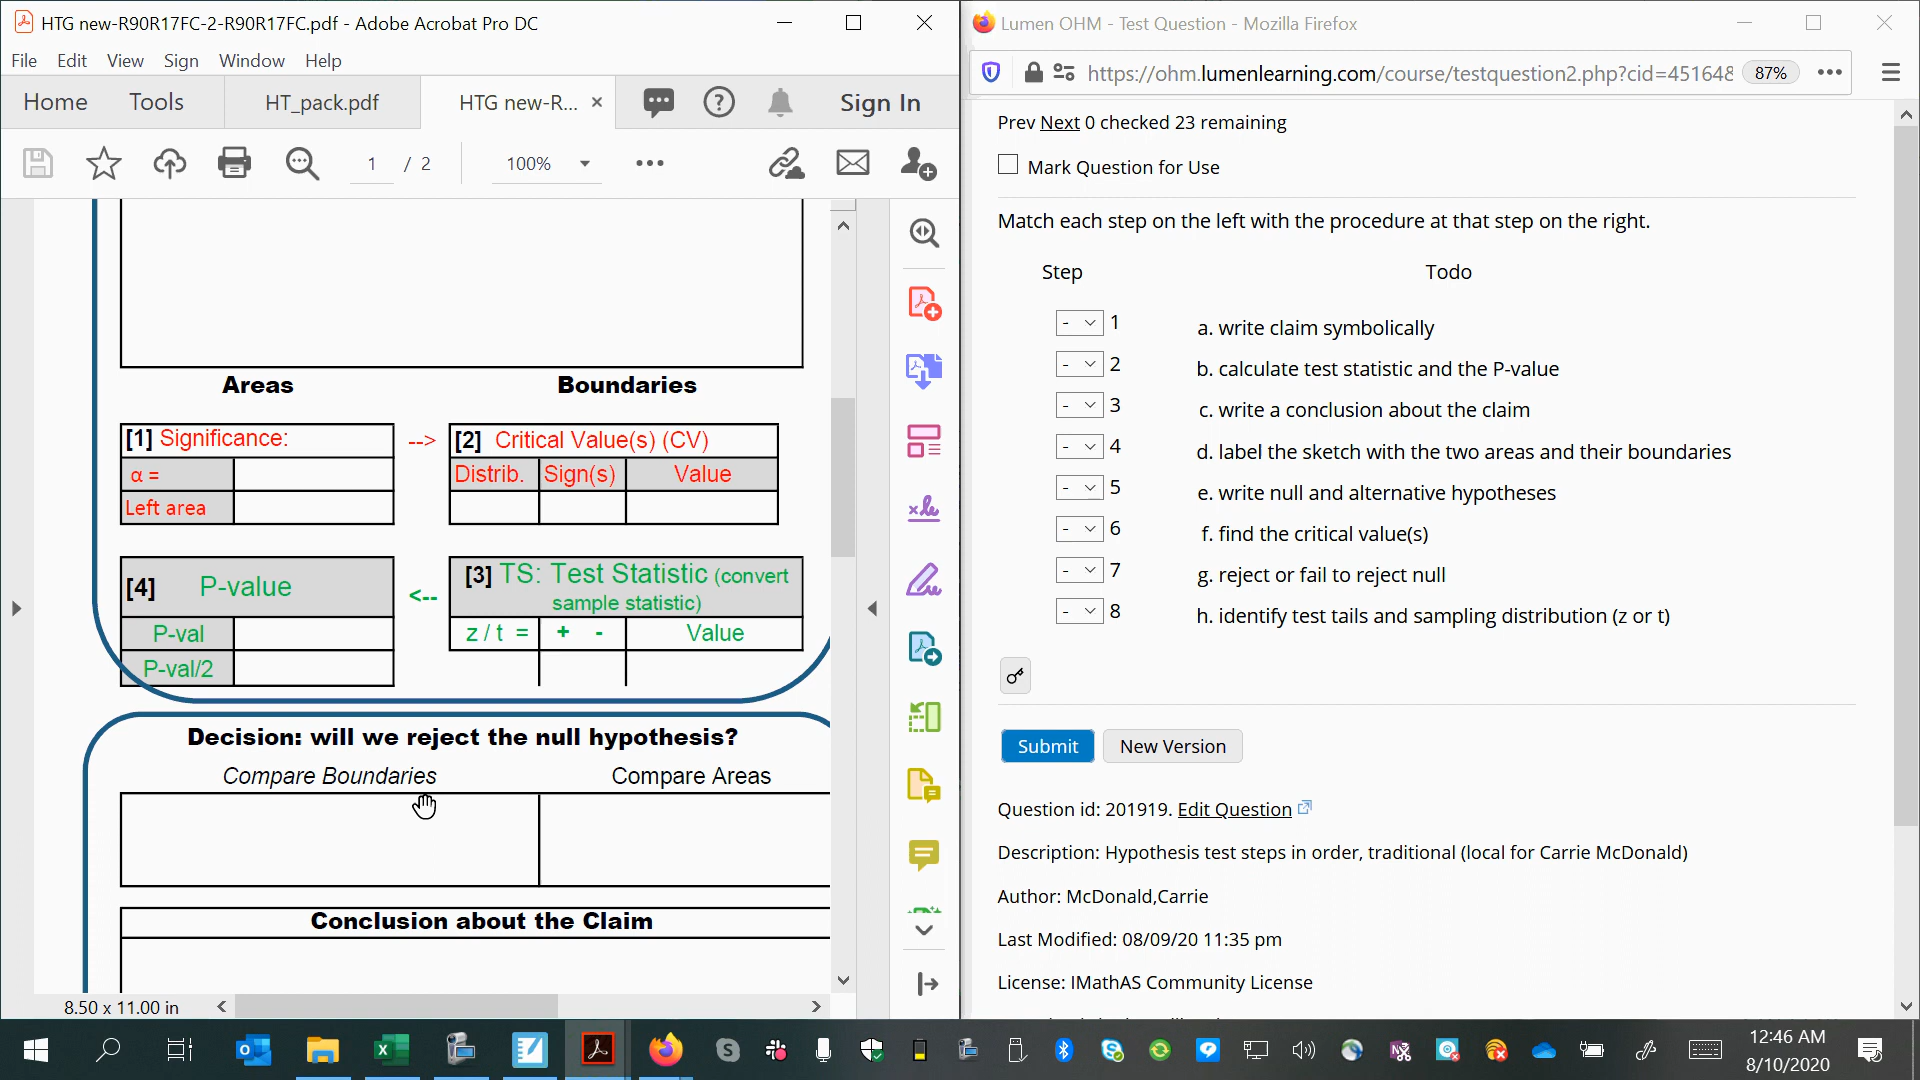 HTG new-R90R17FC-2-R90R17FC.pdf - Adobe Acrobat Pro DC
File Edit View Sign Window Help
Home Tools HT_pack.pdf HTG new-R... × Sign In
1 / 2 100%
Areas Boundaries
[1] Significance: --> [2] Critical Value(s) (CV)
α = Distrib. Sign(s) Value
Left area
[4] P-value <-- [3] TS: Test Statistic (convert
sample statistic)
P-val z / t = + - Value
P-val/2
Decision: will we reject the null hypothesis?
Compare Boundaries Compare Areas
Conclusion about the Claim
8.50 x 11.00 in
Lumen OHM - Test Question - Mozilla Firefox
https://ohm.lumenlearning.com/course/testquestion2.php?cid=45164 87%
Prev Next 0 checked 23 remaining
Mark Question for Use
Match each step on the left with the procedure at that step on the right.
Step Todo
- 1 a. write claim symbolically
- 2 b. calculate test statistic and the P-value
- 3 c. write a conclusion about the claim
- 4 d. label the sketch with the two areas and their boundaries
- 5 e. write null and alternative hypotheses
- 6 f. find the critical value(s)
- 7 g. reject or fail to reject null
- 8 h. identify test tails and sampling distribution (z or t)
Submit New Version
Question id: 201919. Edit Question
Description: Hypothesis test steps in order, traditional (local for Carrie McDonald)
Author: McDonald,Carrie
Last Modified: 08/09/20 11:35 pm
License: IMathAS Community License
12:46 AM
8/10/2020